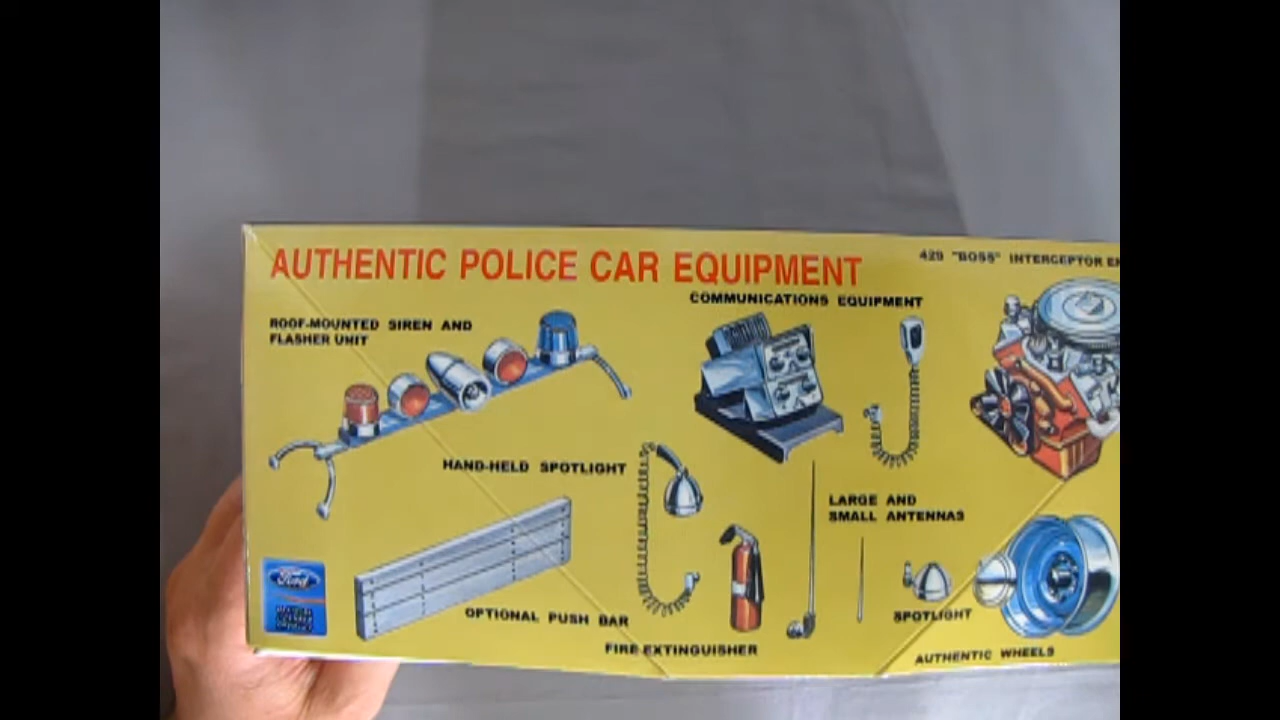 AUTHENTIC POLICE CAR EQUIPMENT
429 "BOSS" INTERCEPTOR
COMMUNICATIONS EQUIPMENT
ROOF-MOUNTED SIREN AND
FLASHER UNIT
HAND-HELD SPOTLIGHT
LARGE AND
SMALL ANTENNAS
Ford
OPTIONAL PUSH BAR
SPOTLIGHT
FIRE EXTINGUISHER
AUTHENTIC WHEELS